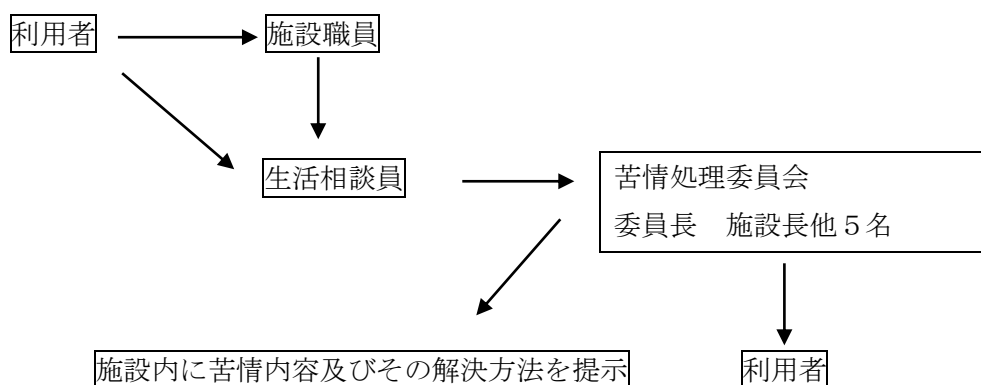 利用者
施設職員
生活相談員
苦情処理委員会
委員長　施設長他５名
施設内に苦情内容及びその解決方法を提示
利用者